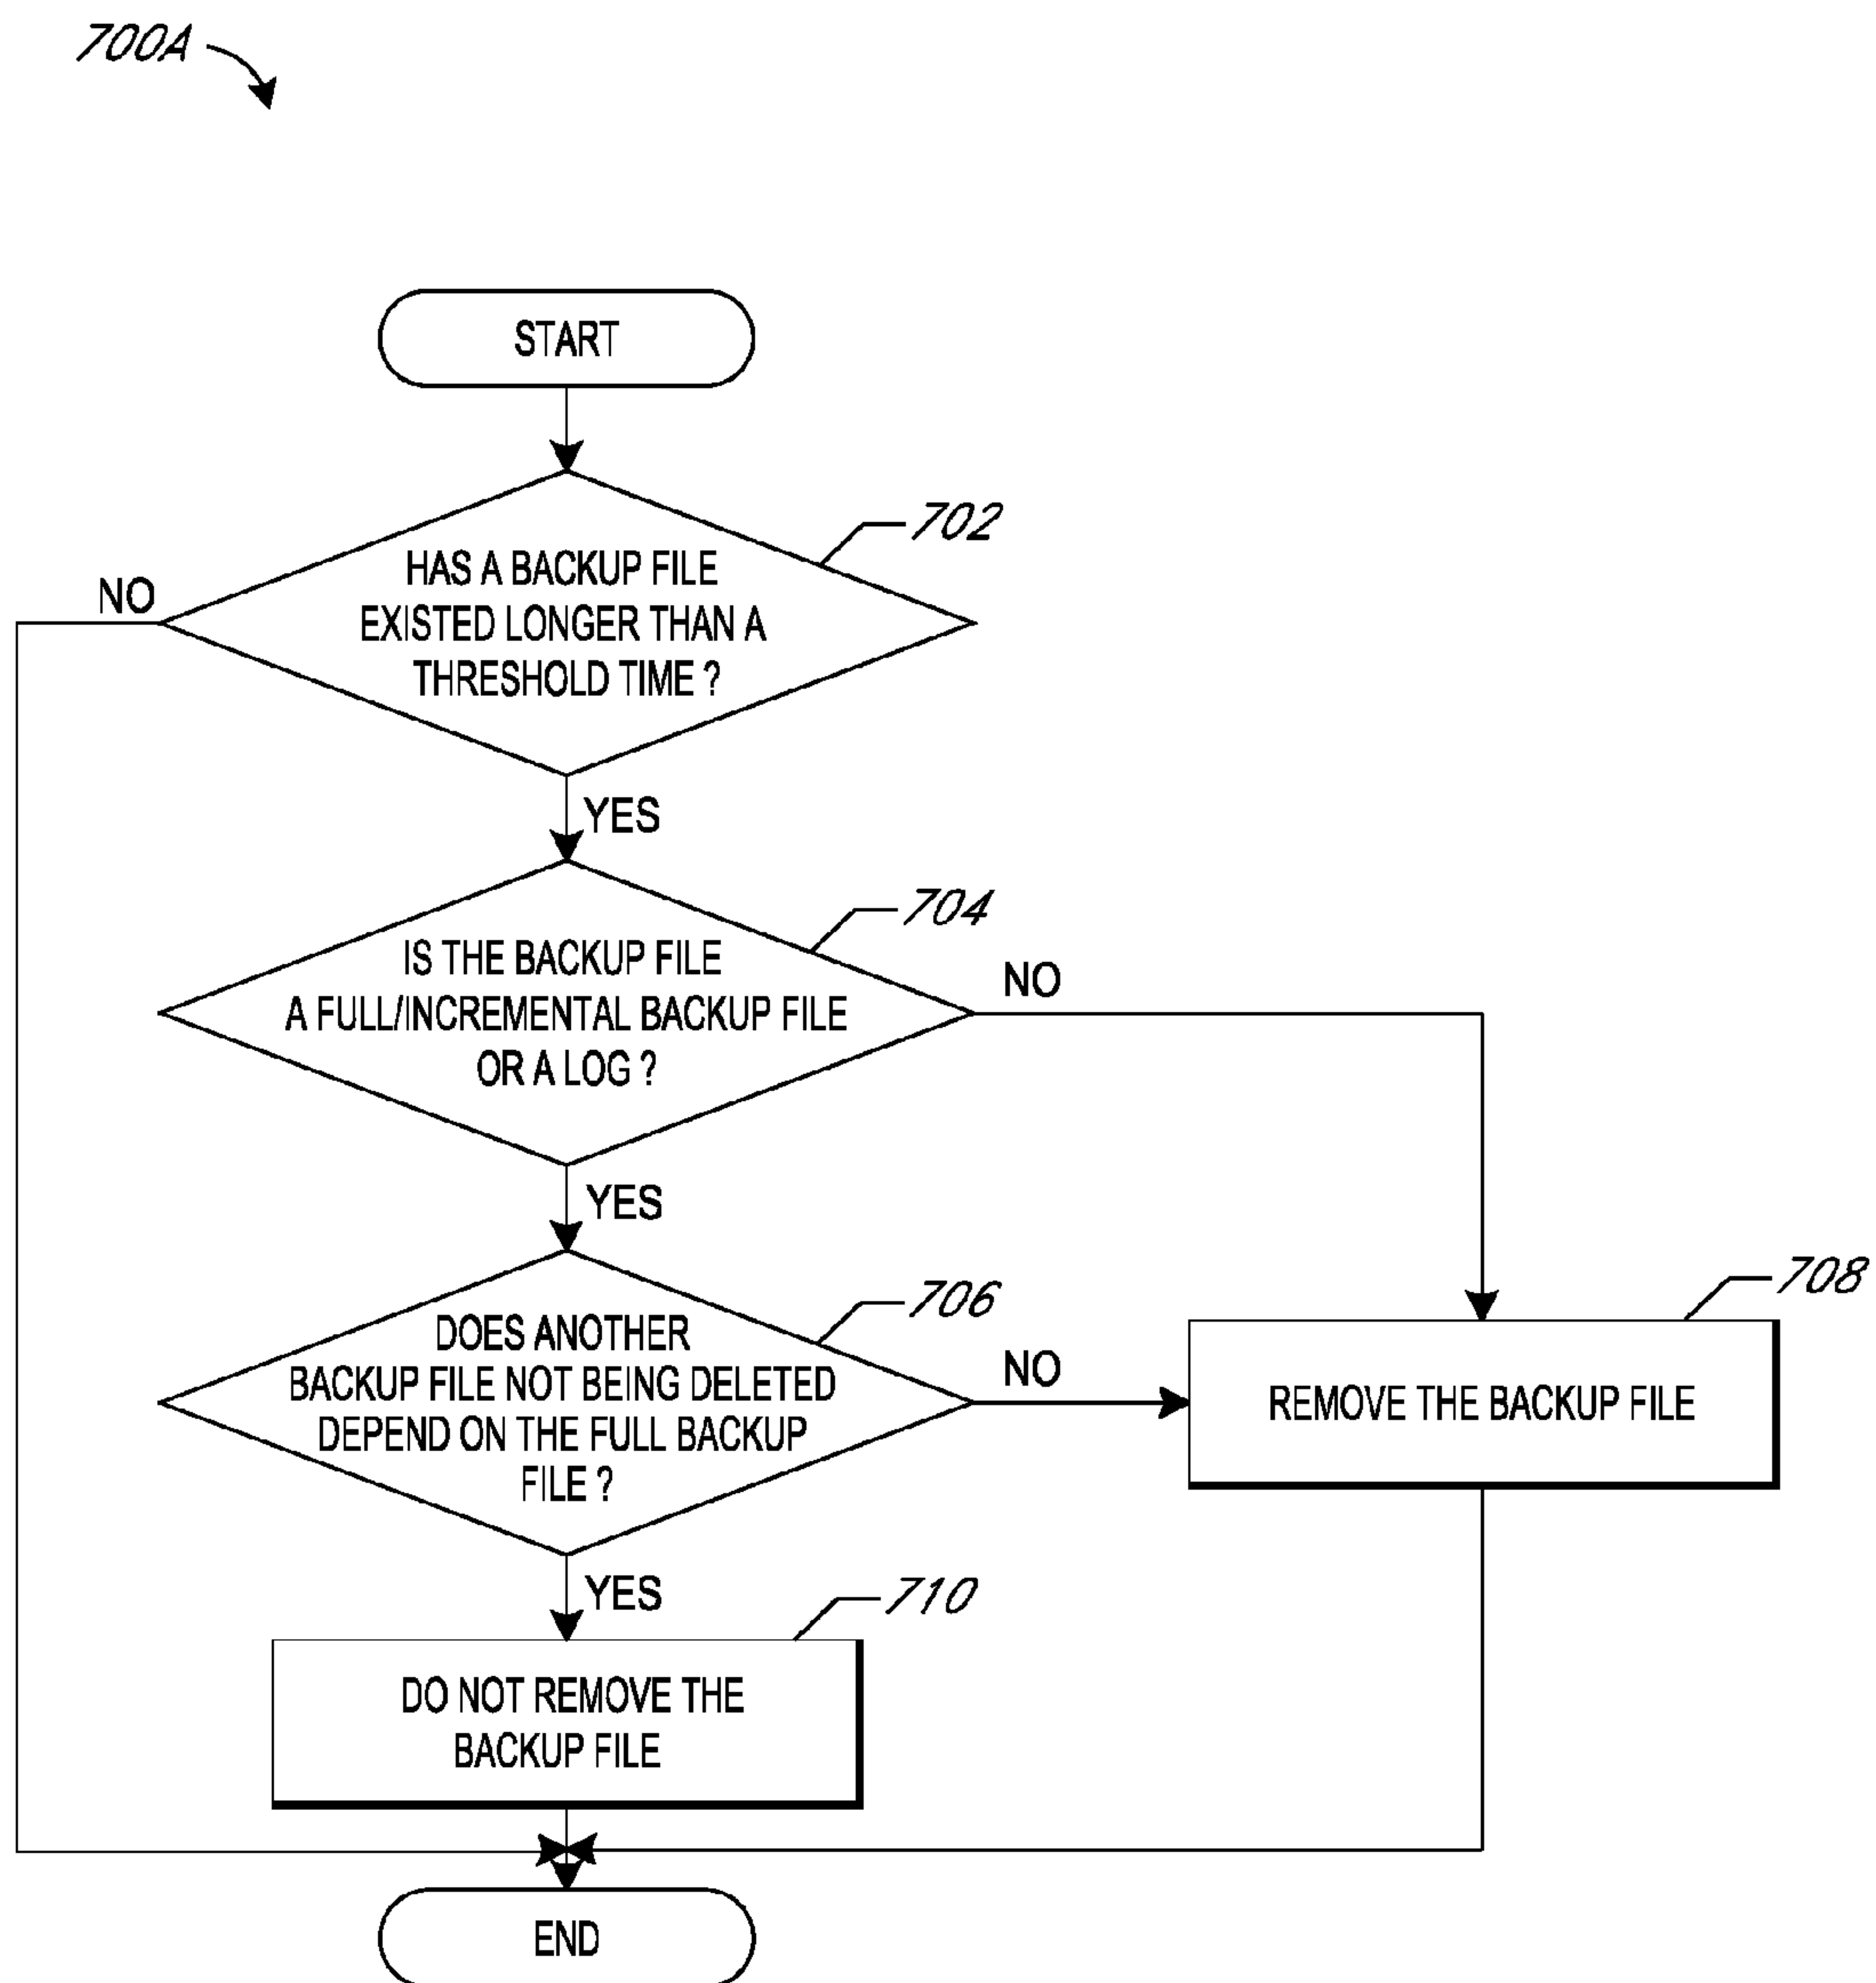 700A
START
702
HAS A BACKUP FILE
EXISTED LONGER THAN A
THRESHOLD TIME ?
NO
YES
704
IS THE BACKUP FILE
A FULL/INCREMENTAL BACKUP FILE
OR A LOG ?
NO
YES
706
DOES ANOTHER
BACKUP FILE NOT BEING DELETED
DEPEND ON THE FULL BACKUP
FILE ?
NO
708
REMOVE THE BACKUP FILE
YES
710
DO NOT REMOVE THE
BACKUP FILE
END